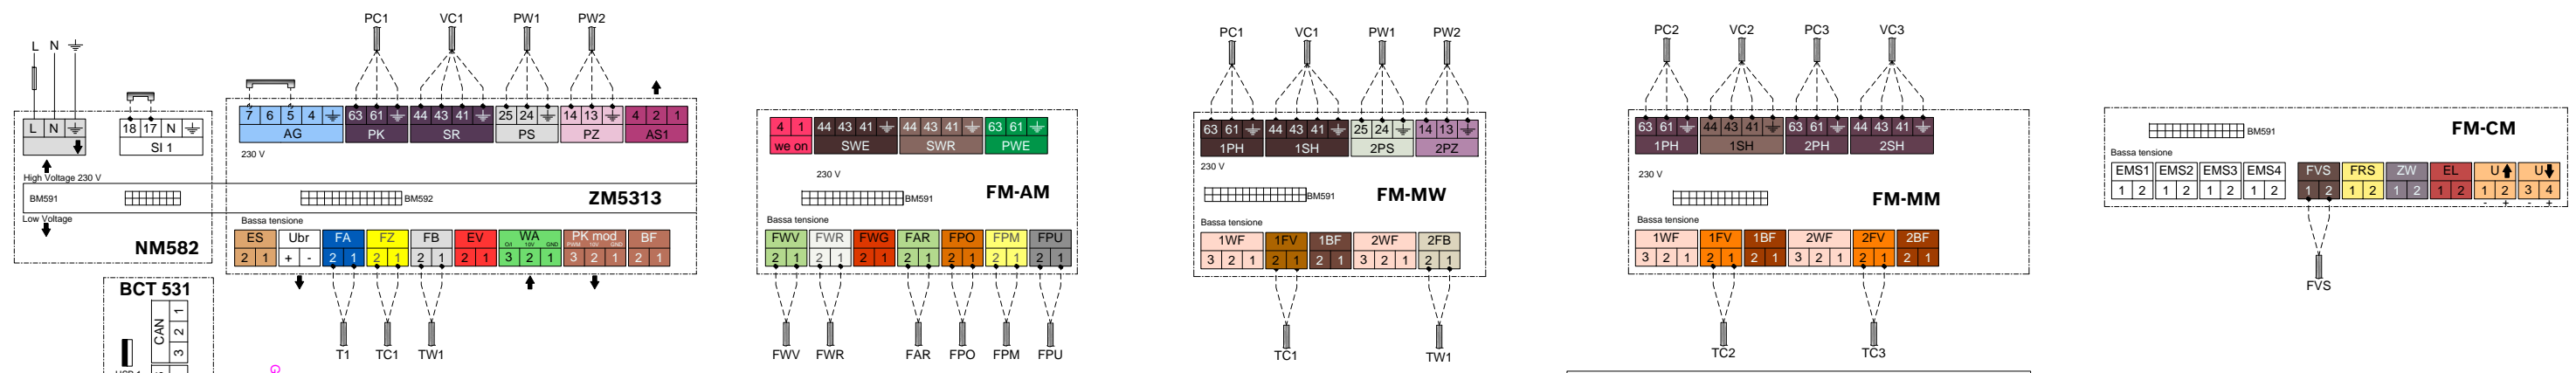 L N
18 17 N
L N
SI 1
High Voltage 230 V
BM591
Low Voltage
NM582
BCT 531
CAN
1
2
3
PC1 VC1 PW1 PW2
7 6 5 4 63 61 44 43 41 25 24 14 13 4 2 1
AG PK SR PS PZ AS1
230 V
BM592
ZM5313
Bassa tensione
ES Ubr FA FZ FB EV WA PK mod BF
0/I 10V GND PWM 10V GND
2 1 + - 2 1 2 1 2 1 2 1 3 2 1 3 2 1 2 1
T1 TC1 TW1
G
4 1 44 43 41 44 43 41 63 61
we on SWE SWR PWE
230 V
BM591
FM-AM
Bassa tensione
FWV FWR FWG FAR FPO FPM FPU
2 1 2 1 2 1 2 1 2 1 2 1 2 1
FWV FWR FAR FPO FPM FPU
PC1 VC1 PW1 PW2
63 61 44 43 41 25 24 14 13
1PH 1SH 2PS 2PZ
230 V
BM591
FM-MW
Bassa tensione
1WF 1FV 1BF 2WF 2FB
3 2 1 2 1 2 1 3 2 1 2 1
TC1 TW1
PC2 VC2 PC3 VC3
63 61 44 43 41 63 61 44 43 41
1PH 1SH 2PH 2SH
230 V
FM-MM
Bassa tensione
1WF 1FV 1BF 2WF 2FV 2BF
3 2 1 2 1 2 1 3 2 1 2 1 2 1
TC2 TC3
BM591
FM-CM
Bassa tensione
EMS1 EMS2 EMS3 EMS4 FVS FRS ZW EL U U
1 2 1 2 1 2 1 2 1 2 1 2 1 2 1 2 1 2 3 4
- + - +
FVS